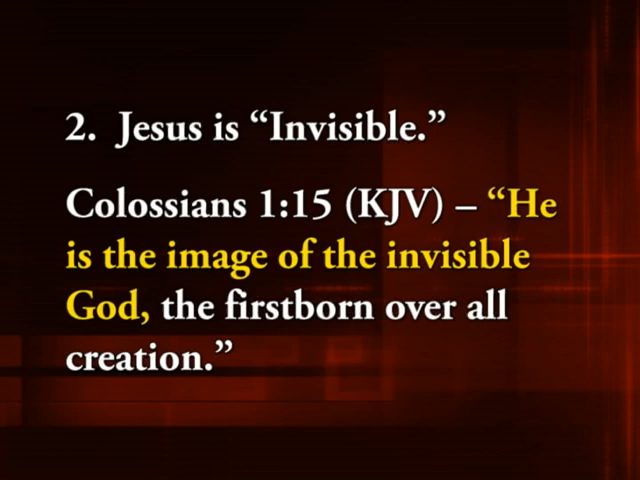 2. Jesus is “Invisible.”
Colossians 1:15 (KJV) – “He
is the image of the invisible
God, the firstborn over all
creation.”